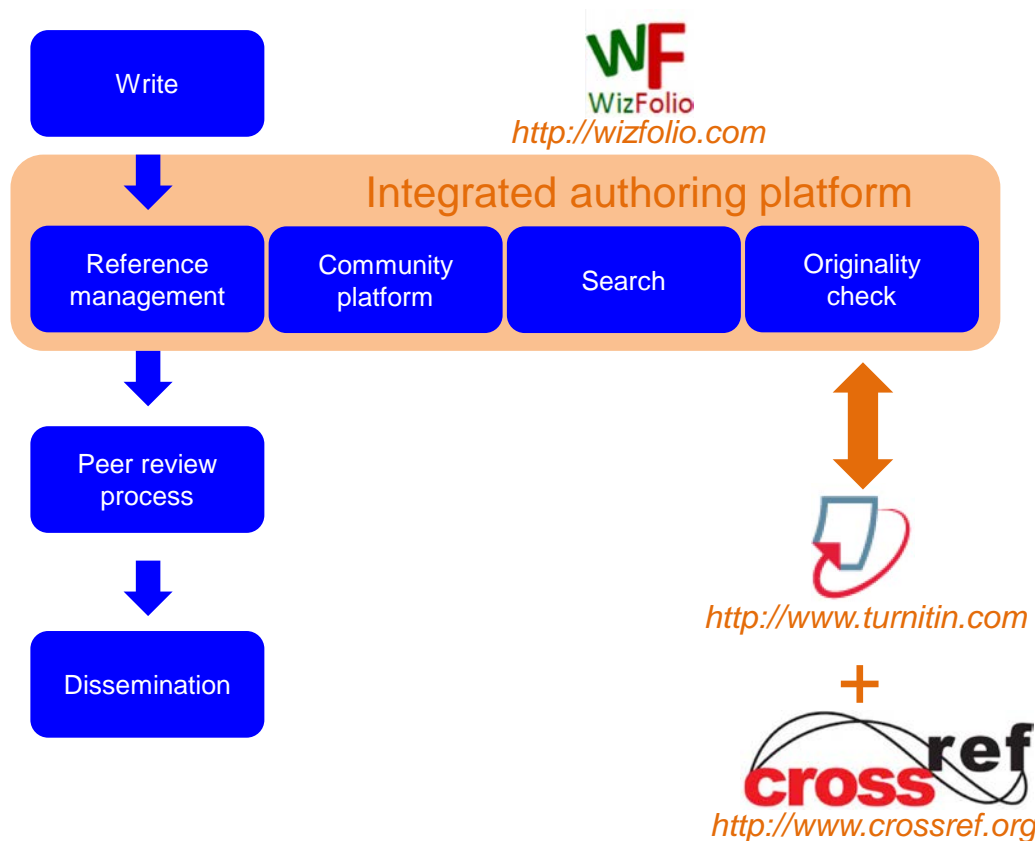 Write
WF
WizFolio
http://wizfolio.com
Integrated authoring platform
Reference
management
Community
platform
Search
Originality
check
Peer review
process
http://www.turnitin.com
+
Dissemination
crossref
http://www.crossref.org